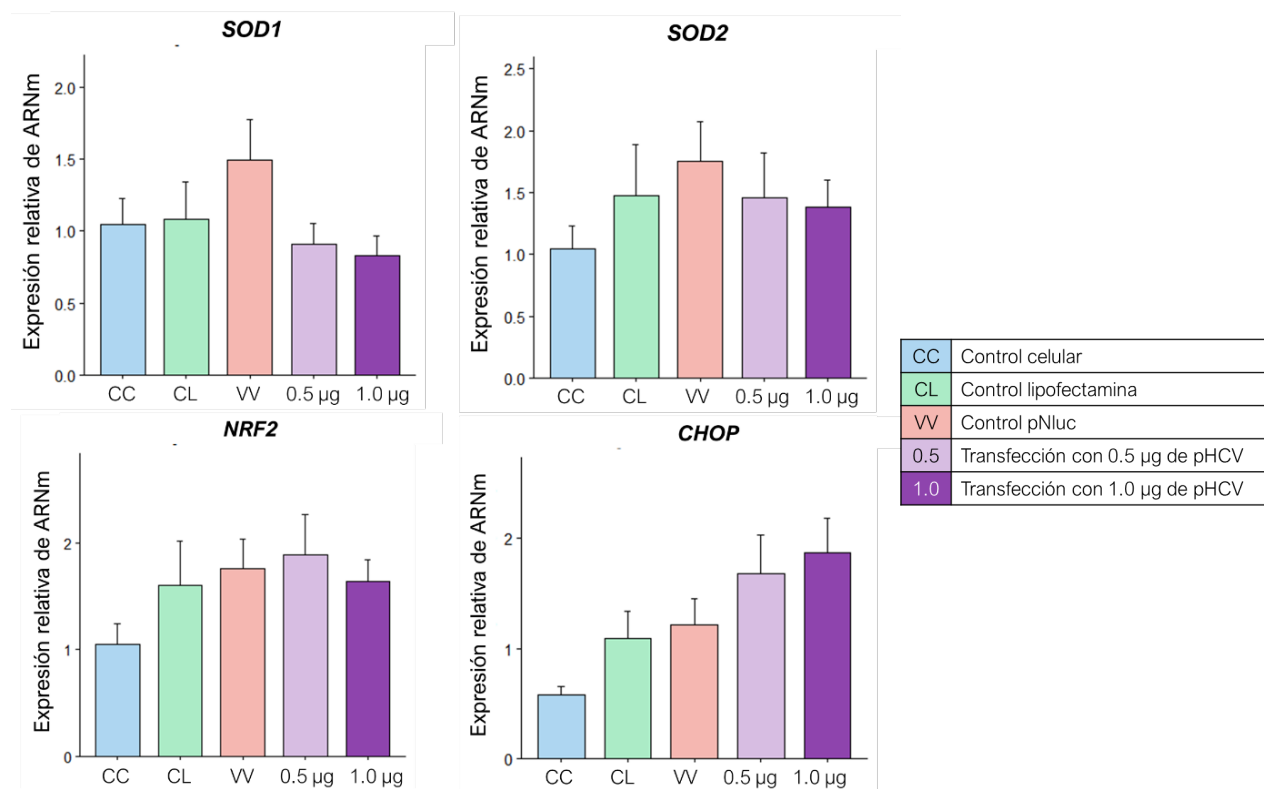 SOD1
Expresión relativa de ARNm
2.0
1.5
1.0
0.5
0.0
CC CL VV 0.5 µg 1.0 µg
SOD2
Expresión relativa de ARNm
2.5
2.0
1.5
1.0
0.5
0.0
CC CL VV 0.5 µg 1.0 µg
NRF2
Expresión relativa de ARNm
2
1
0
CC CL VV 0.5 µg 1.0 µg
CHOP
Expresión relativa de ARNm
2
1
0
CC CL VV 0.5 µg 1.0 µg
CC Control celular
CL Control lipofectamina
VV Control pNluc
0.5 Transfección con 0.5 µg de pHCV
1.0 Transfección con 1.0 µg de pHCV